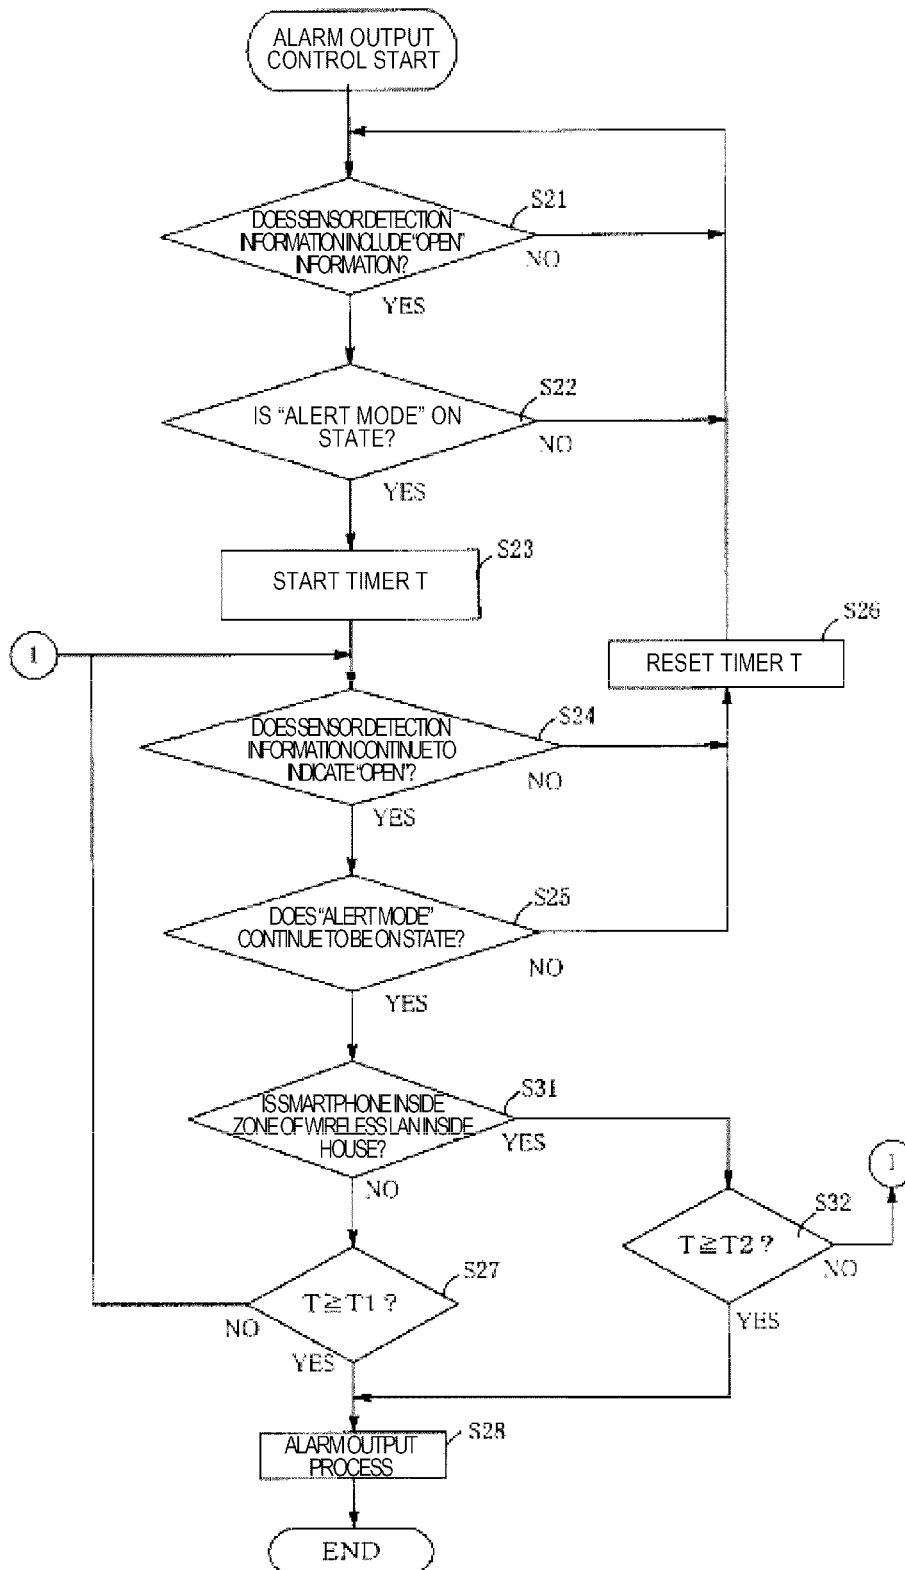 ALARM OUTPUT
CONTROL START
S21
DOES SENSOR DETECTION
INFORMATION INCLUDE "OPEN"
INFORMATION?
NO
YES
S22
IS "ALERT MODE" ON
STATE?
NO
YES
S23
START TIMER T
S26
RESET TIMER T
1
S24
DOES SENSOR DETECTION
INFORMATION CONTINUE TO
INDICATE "OPEN"?
NO
YES
S25
DOES "ALERT MODE"
CONTINUE TO BE ON STATE?
NO
YES
S31
IS SMARTPHONE INSIDE
ZONE OF WIRELESS LAN INSIDE
HOUSE?
YES
NO
1
S32
T≧T2 ?
NO
YES
S27
T≧T1 ?
NO
YES
S28
ALARM OUTPUT
PROCESS
END